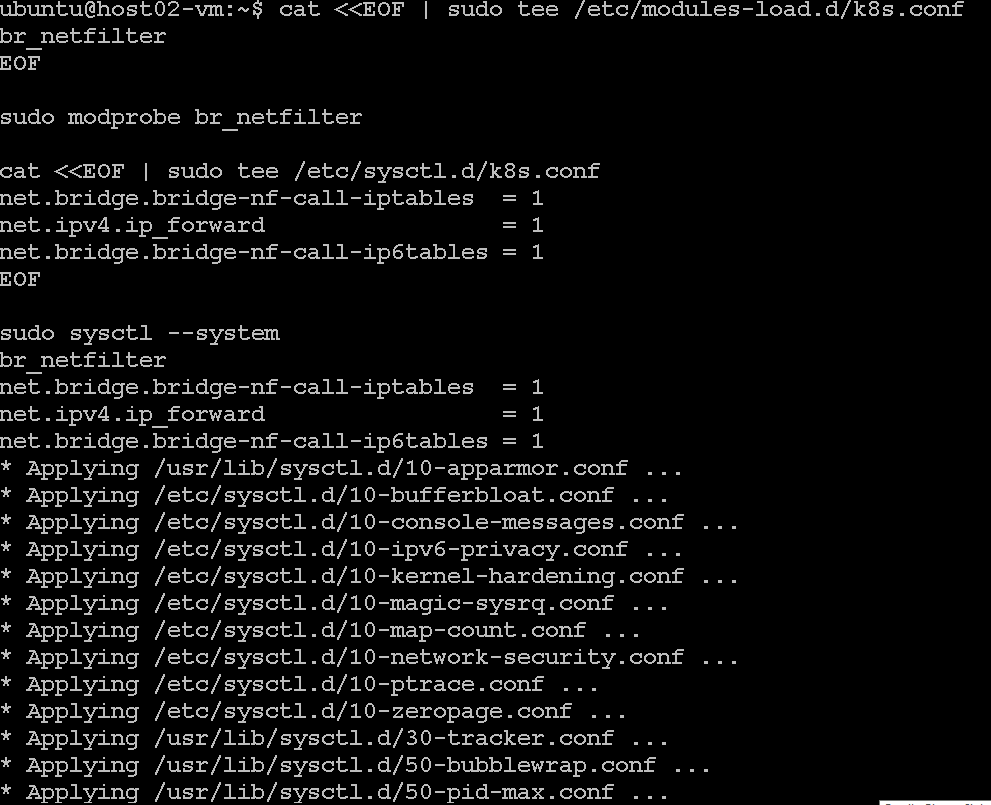 ubuntu@host02-vm:~$ cat <<EOF | sudo tee /etc/modules-load.d/k8s.conf
br_netfilter
EOF
sudo modprobe br_netfilter
cat <<EOF | sudo tee /etc/sysctl.d/k8s.conf
net.bridge.bridge-nf-call-iptables  = 1
net.ipv4.ip_forward                 = 1
net.bridge.bridge-nf-call-ip6tables = 1
EOF
sudo sysctl --system
br_netfilter
net.bridge.bridge-nf-call-iptables  = 1
net.ipv4.ip_forward                 = 1
net.bridge.bridge-nf-call-ip6tables = 1
* Applying /usr/lib/sysctl.d/10-apparmor.conf ...
* Applying /etc/sysctl.d/10-bufferbloat.conf ...
* Applying /etc/sysctl.d/10-console-messages.conf ...
* Applying /etc/sysctl.d/10-ipv6-privacy.conf ...
* Applying /etc/sysctl.d/10-kernel-hardening.conf ...
* Applying /etc/sysctl.d/10-magic-sysrq.conf ...
* Applying /etc/sysctl.d/10-map-count.conf ...
* Applying /etc/sysctl.d/10-network-security.conf ...
* Applying /etc/sysctl.d/10-ptrace.conf ...
* Applying /etc/sysctl.d/10-zeropage.conf ...
* Applying /usr/lib/sysctl.d/30-tracker.conf ...
* Applying /usr/lib/sysctl.d/50-bubblewrap.conf ...
* Applying /usr/lib/sysctl.d/50-pid-max.conf ...